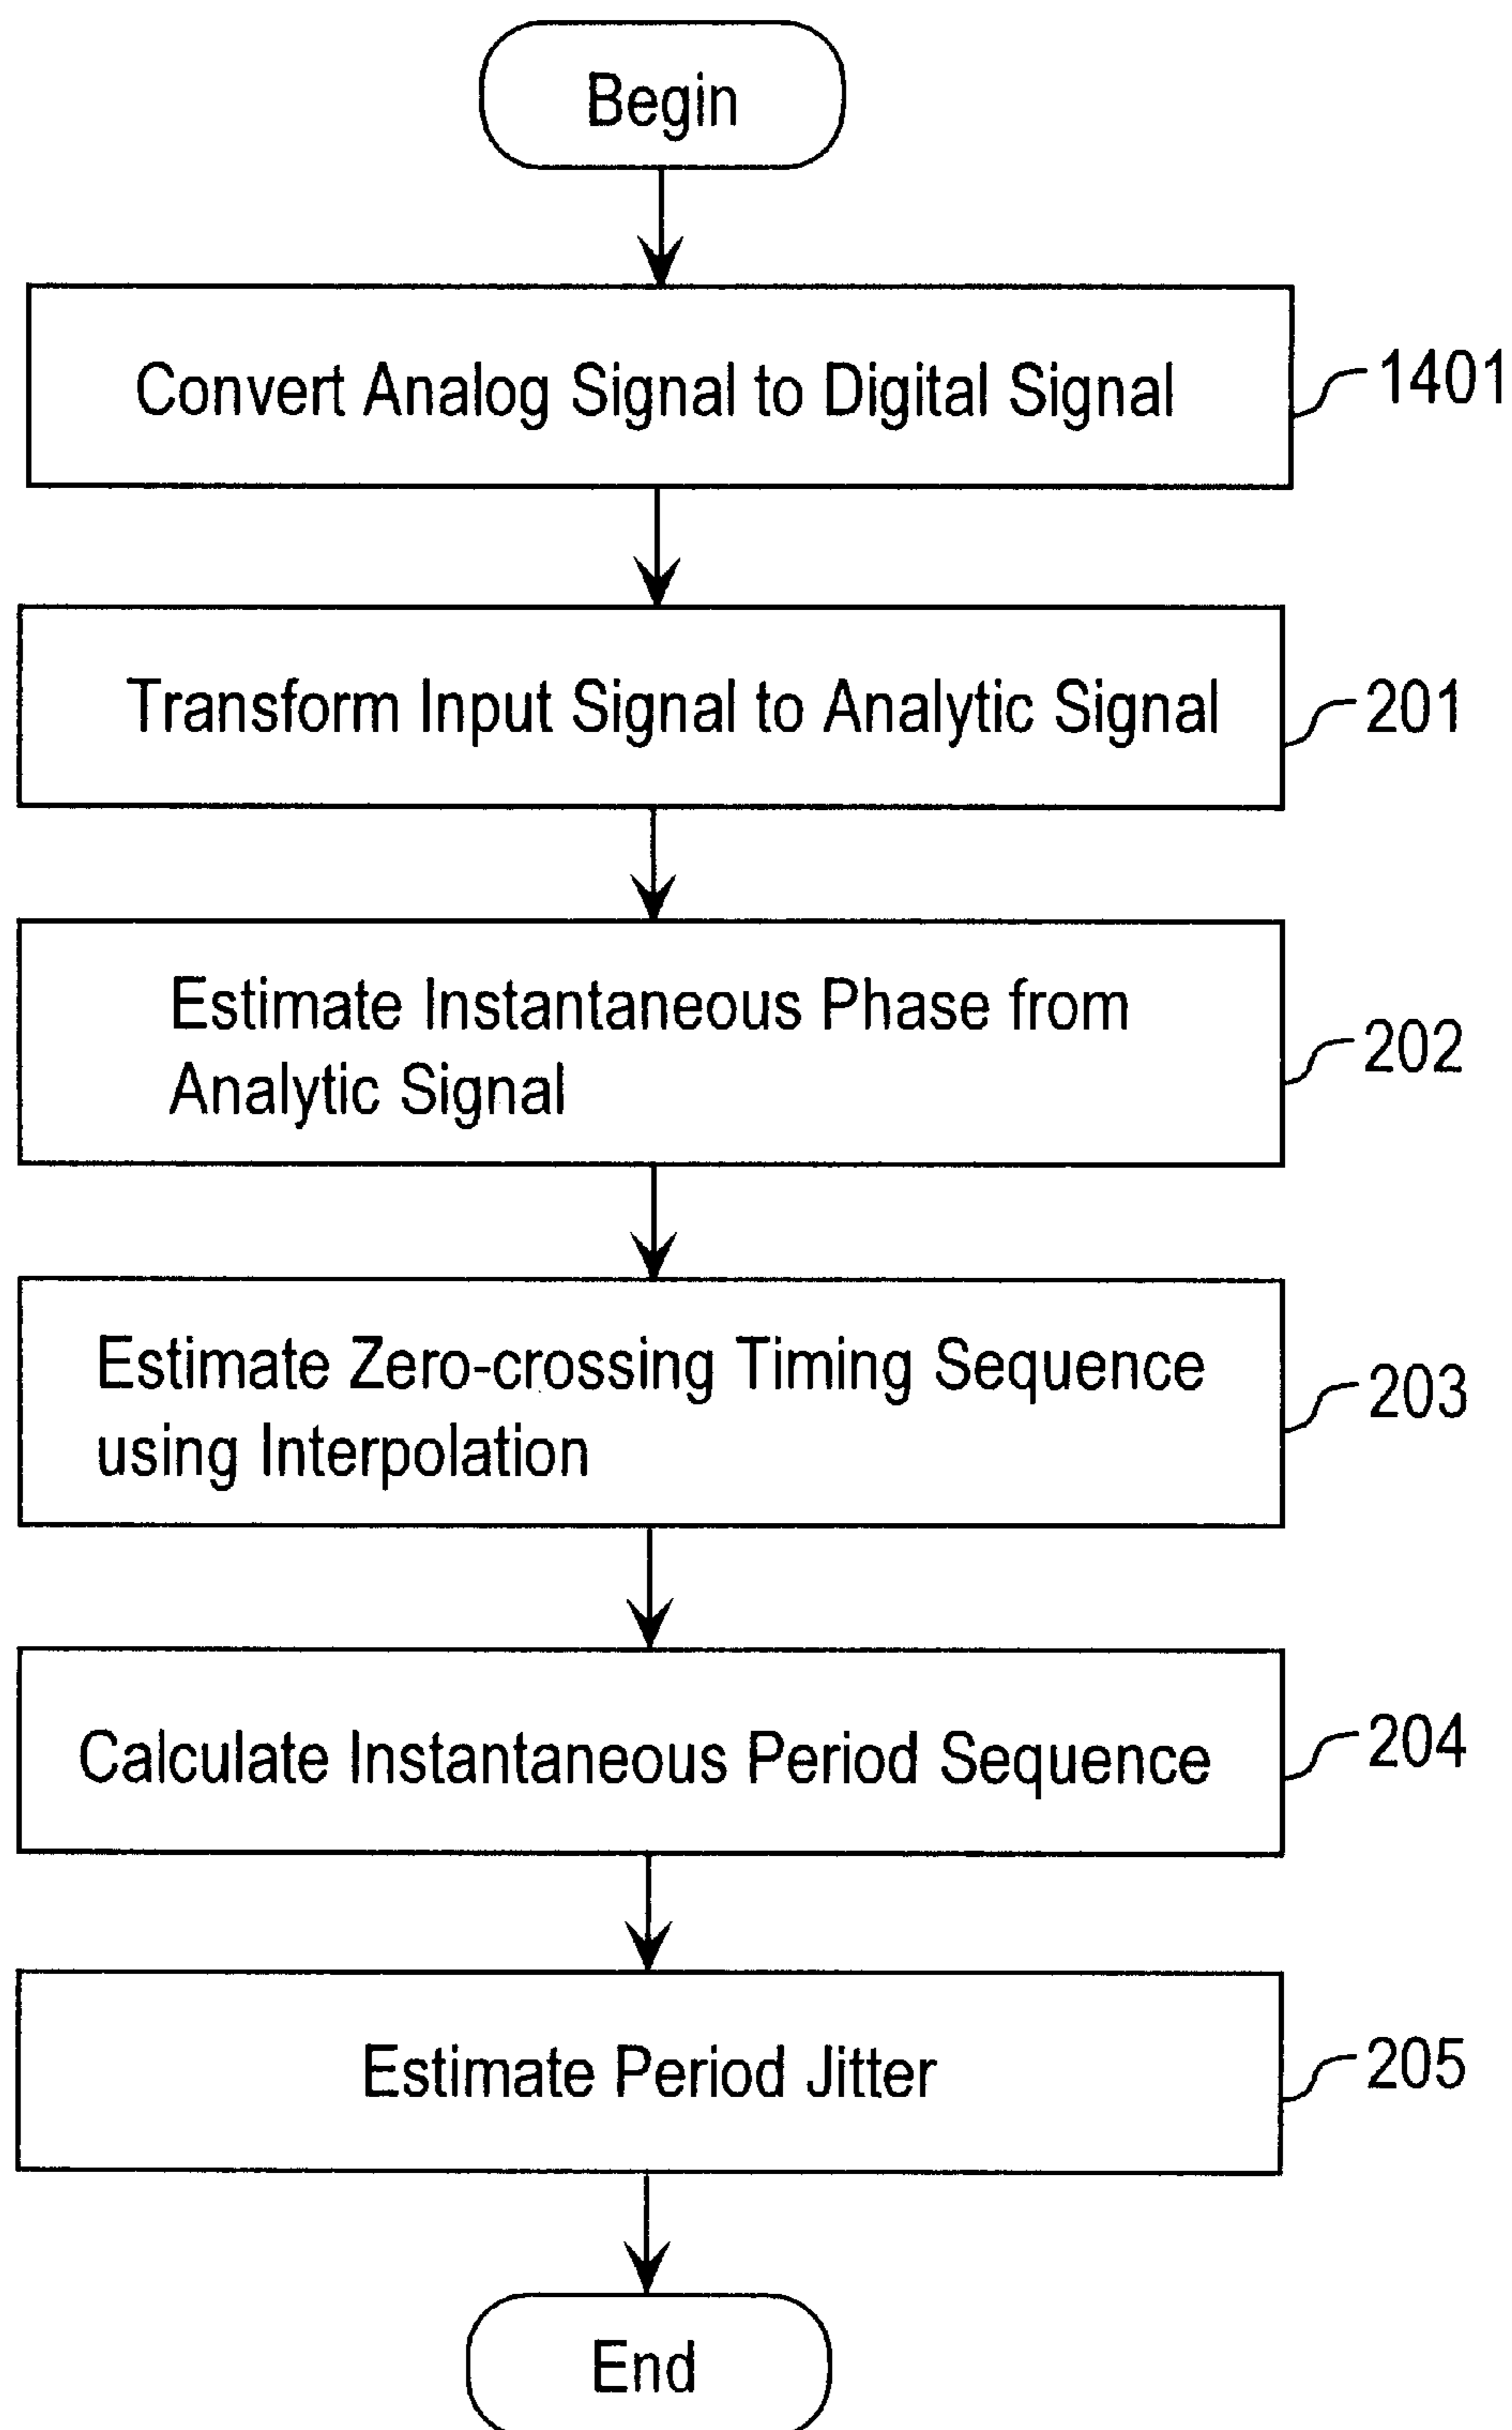 Begin
Convert Analog Signal to Digital Signal
1401
Transform Input Signal to Analytic Signal
201
Estimate Instantaneous Phase from
Analytic Signal
202
Estimate Zero-crossing Timing Sequence
using Interpolation
203
Calculate Instantaneous Period Sequence
204
Estimate Period Jitter
205
End